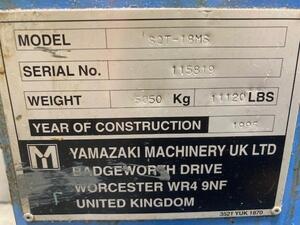 MODEL SQT-18MS
SERIAL No. 115819
WEIGHT 5050 Kg 11120 LBS
YEAR OF CONSTRUCTION 1995
YAMAZAKI MACHINERY UK LTD
BADGEWORTH DRIVE
WORCESTER WR4 9NF
UNITED KINGDOM
3521 YUK 1870